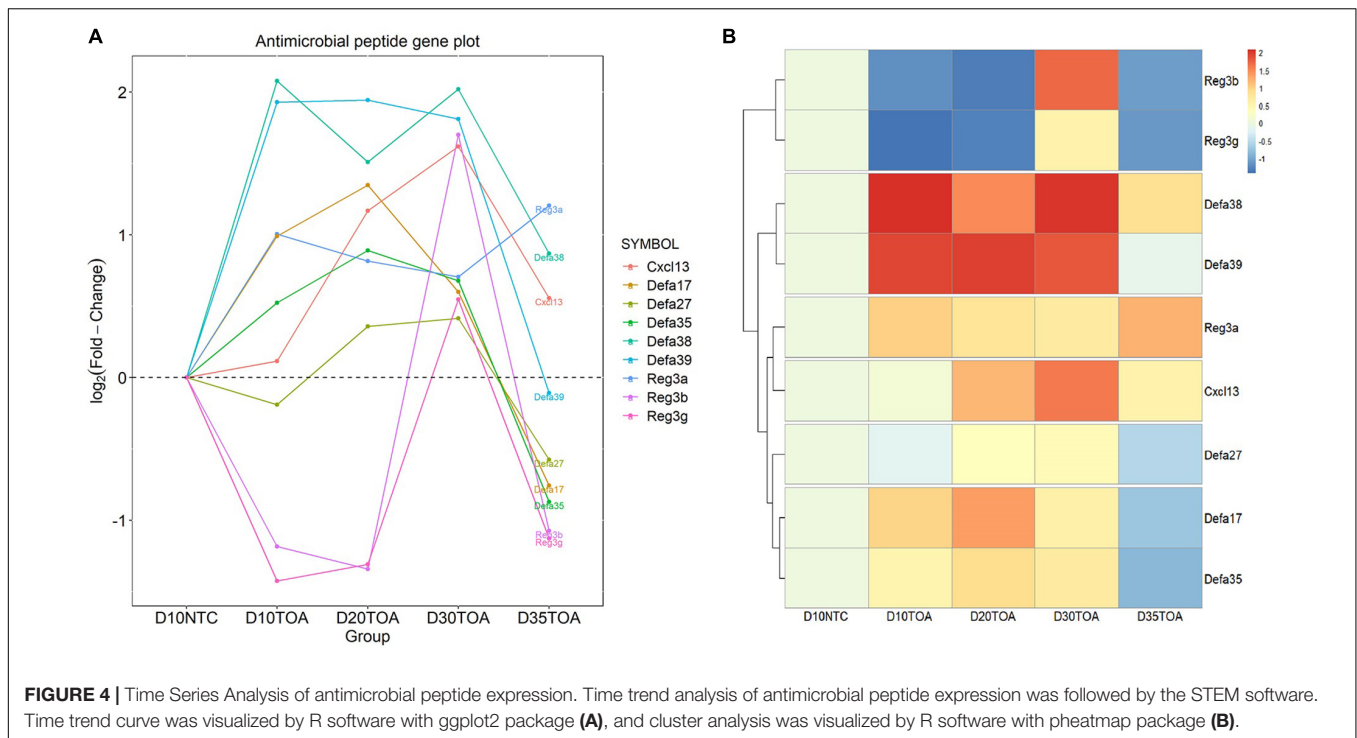 A
Antimicrobial peptide gene plot
2
1
0
-1
log2(Fold – Change)
Reg3a
Defa38
Cxcl13
Defa39
Defa27
Defa17
Defa35
Reg3b
Reg3g
D10NTC D10TOA D20TOA D30TOA D35TOA
Group
SYMBOL
a Cxcl13
a Defa17
a Defa27
a Defa35
a Defa38
a Defa39
a Reg3a
a Reg3b
a Reg3g
B
Reg3b
Reg3g
Defa38
Defa39
Reg3a
Cxcl13
Defa27
Defa17
Defa35
D10NTC D10TOA D20TOA D30TOA D35TOA
2
1.5
1
0.5
0
-0.5
-1
FIGURE 4 | Time Series Analysis of antimicrobial peptide expression. Time trend analysis of antimicrobial peptide expression was followed by the STEM software.
Time trend curve was visualized by R software with ggplot2 package (A), and cluster analysis was visualized by R software with pheatmap package (B).